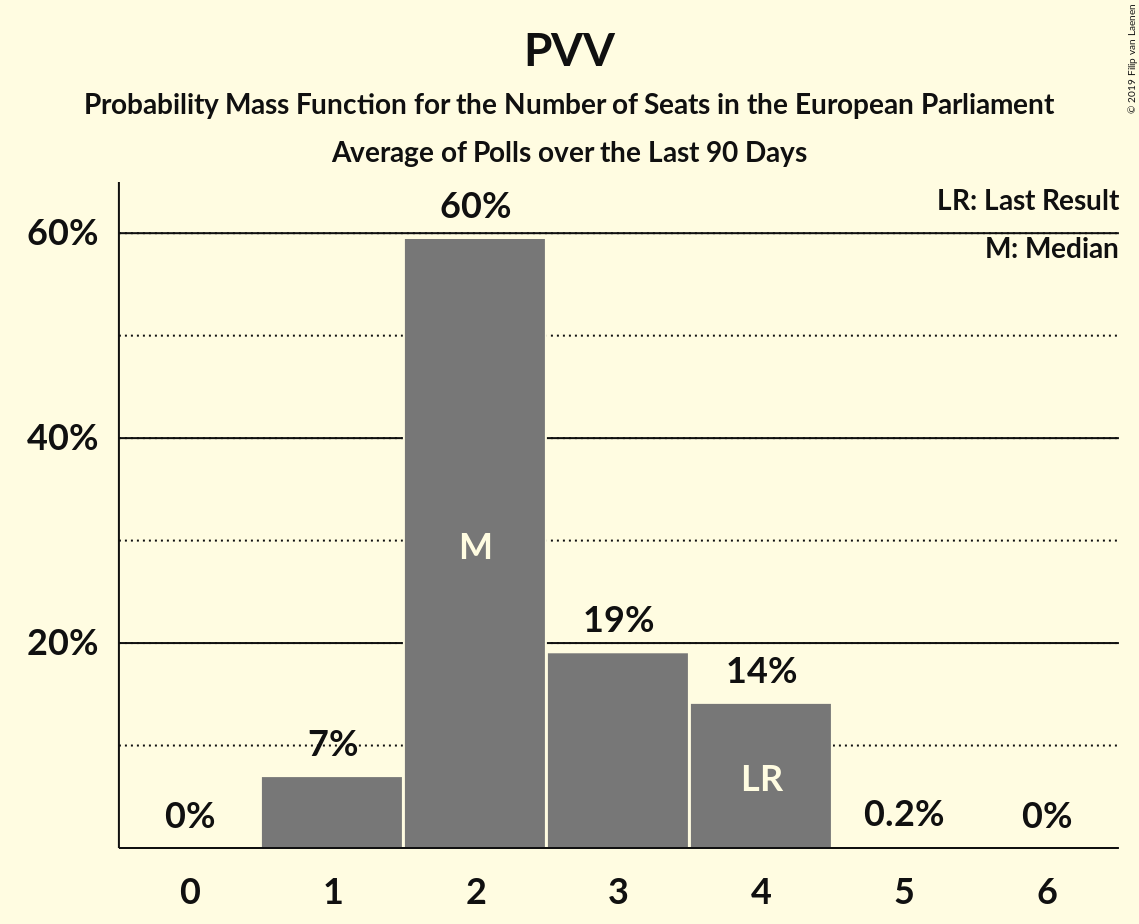 PVV
Probability Mass Function for the Number of Seats in the European Parliament
Average of Polls over the Last 90 Days
© 2019 Filip van Laenen
LR: Last Result
M: Median
60%
40%
20%
0%
7%
60%
19%
14%
0.2%
0%
M
LR
0 1 2 3 4 5 6